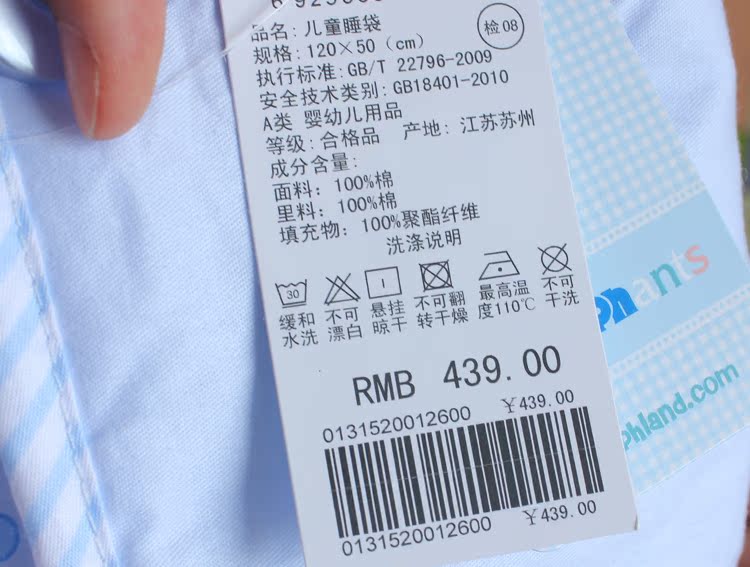 品名: 儿童睡袋
检08
规格: 120×50 (cm)
执行标准: GB/T 22796-2009
安全技术类别: GB18401-2010
A类 婴幼儿用品
等级: 合格品 产地: 江苏苏州
成分含量:
面料: 100%棉
里料: 100%棉
填充物: 100%聚酯纤维
洗涤说明
30
缓和水洗
不可漂白
悬挂晾干
不可翻转干燥
最高温度110℃
不可干洗
RMB 439.00
0131520012600 ¥439.00
0131520012600 ¥439.00
phants
phland.com